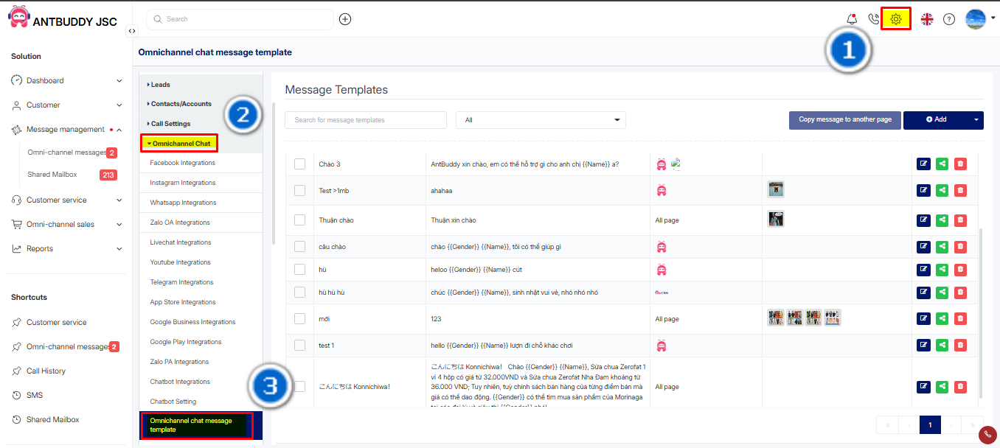 ANTBUDDY JSC
Search
1
Solution
Dashboard
Customer
Message management
Omni-channel messages 2
Shared Mailbox 213
Customer service
Omni-channel sales
Reports
Shortcuts
Customer service
Omni-channel messages 2
Call History
SMS
Shared Mailbox
Omnichannel chat message template
Leads
Contacts/Accounts
Call Settings
2
Omnichannel Chat
Facebook Integrations
Instagram Integrations
Whatsapp Integrations
Zalo OA Integrations
Livechat Integrations
Youtube Integrations
Telegram Integrations
App Store Integrations
Google Business Integrations
Google Play Integrations
Zalo PA Integrations
Chatbot Integrations
Chatbot Setting
3
Omnichannel chat message
template
Message Templates
Search for message templates
All
Copy message to another page
Add
Chào 3 AntBuddy xin chào, em có thể hỗ trợ gì cho anh chị {{Name}} ạ?
Test >1mb ahahaa
Thuận chào Thuận xin chào All page
câu chào chào {{Gender}} {{Name}}, tôi có thể giúp gì
hù heloo {{Gender}} {{Name}} cút
hù hù hù chúc {{Gender}} {{Name}}, sinh nhật vui vẻ, nhó nhó nhó
mới 123 All page
test 1 hello {{Gender}} {{Name}} lượn đi chỗ khác chơi
こんにちは Konnichiwa! All page
こんにちは Konnichiwa! Chào {{Gender}} {{Name}}, Sữa chua Zerofat 1
vỉ 4 hộp có giá từ 32.000VND và Sữa chua Zerofat Nha Đam khoảng từ
36.000 VND; Tuy nhiên, tuỳ chính sách bán hàng của từng điểm bán mà
giá có thể dao động. {{Gender}} có thể tìm mua sản phẩm của Morinaga
1